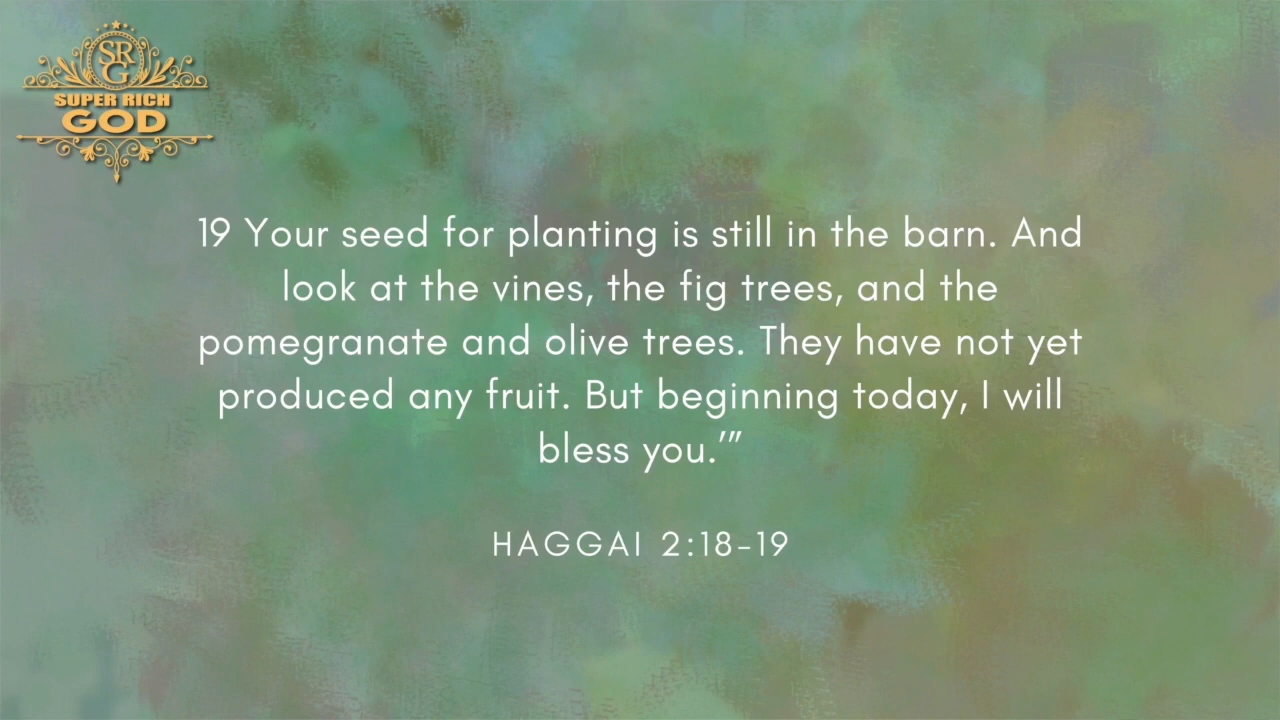 SR
G
SUPER RICH
GOD
19 Your seed for planting is still in the barn. And
look at the vines, the fig trees, and the
pomegranate and olive trees. They have not yet
produced any fruit. But beginning today, I will
bless you.’”
HAGGAI 2:18-19